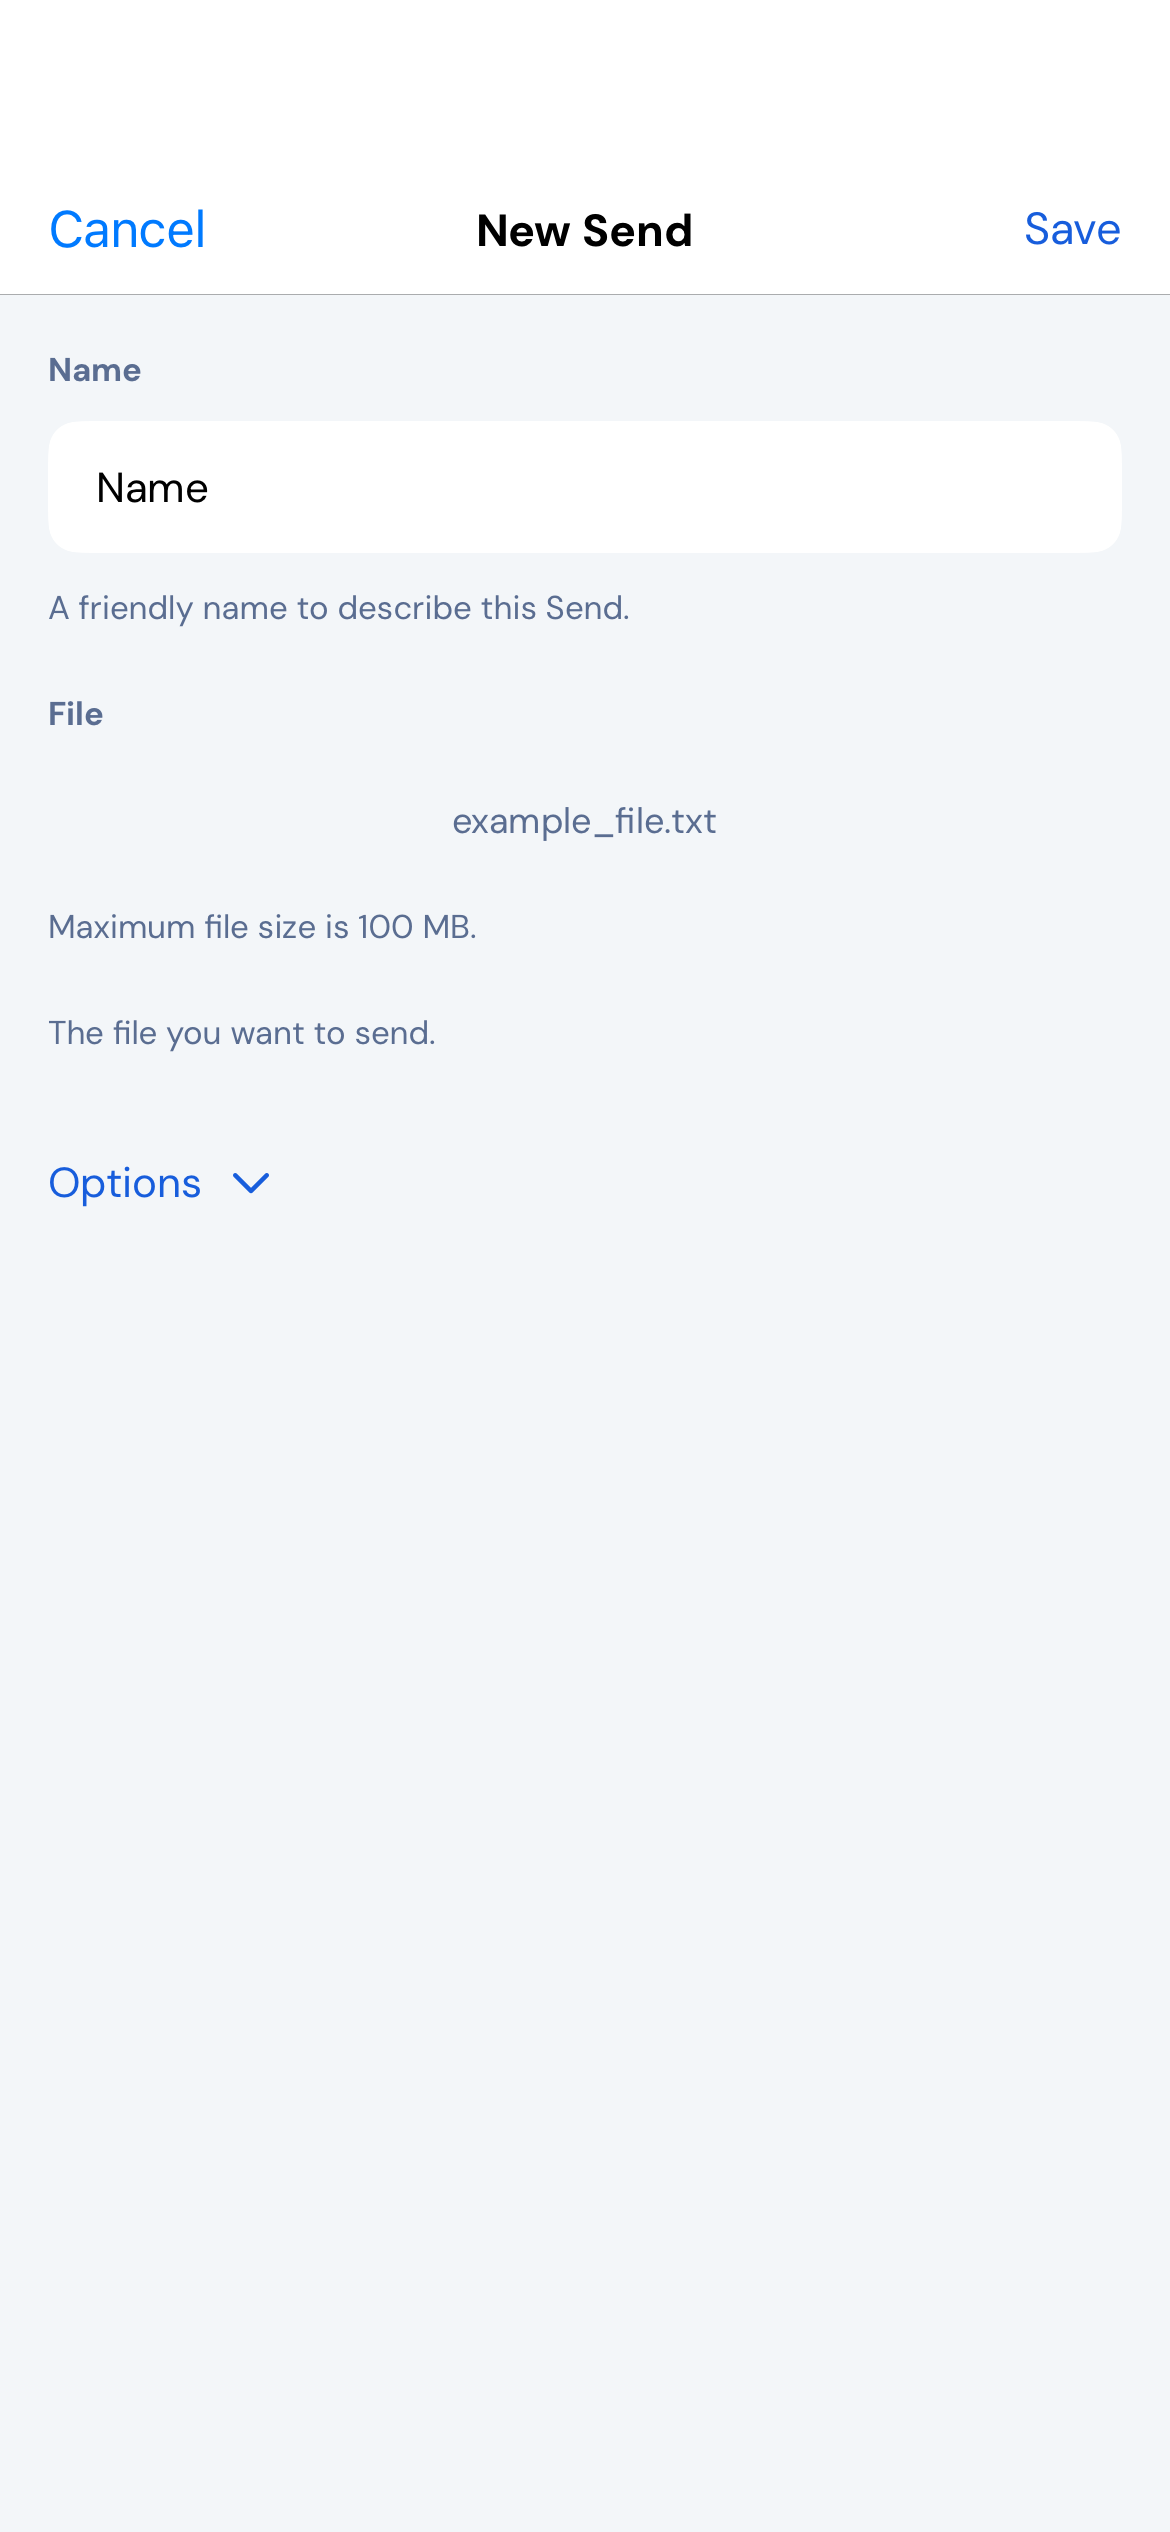 Cancel New Send Save
Name
Name
A friendly name to describe this Send.
File
example_file.txt
Maximum file size is 100 MB.
The file you want to send.
Options